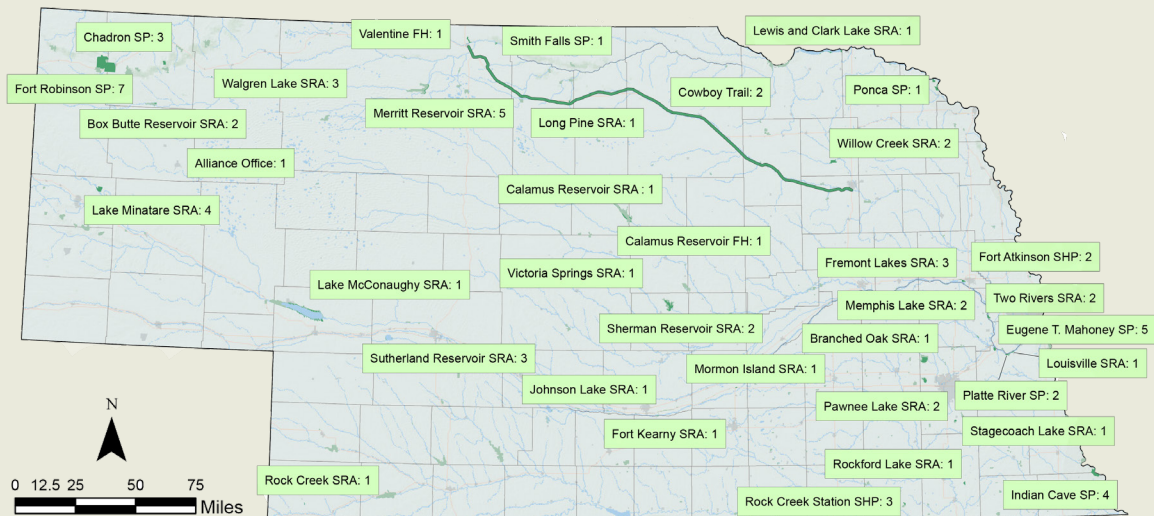 Lewis and Clark Lake SRA: 1
Chadron SP: 3
Valentine FH: 1
Smith Falls SP: 1
Fort Robinson SP: 7
Walgren Lake SRA: 3
Cowboy Trail: 2
Ponca SP: 1
Merritt Reservoir SRA: 5
Box Butte Reservoir SRA: 2
Long Pine SRA: 1
Willow Creek SRA: 2
Alliance Office: 1
Calamus Reservoir SRA : 1
Lake Minatare SRA: 4
Calamus Reservoir FH: 1
Fort Atkinson SHP: 2
Fremont Lakes SRA: 3
Victoria Springs SRA: 1
Lake McConaughy SRA: 1
Two Rivers SRA: 2
Memphis Lake SRA: 2
Sherman Reservoir SRA: 2
Eugene T. Mahoney SP: 5
Branched Oak SRA: 1
Sutherland Reservoir SRA: 3
Louisville SRA: 1
Mormon Island SRA: 1
Johnson Lake SRA: 1
Platte River SP: 2
Pawnee Lake SRA: 2
N
Fort Kearny SRA: 1
Stagecoach Lake SRA: 1
Rockford Lake SRA: 1
Rock Creek SRA: 1
0 12.5 25 50 75
Miles
Indian Cave SP: 4
Rock Creek Station SHP: 3